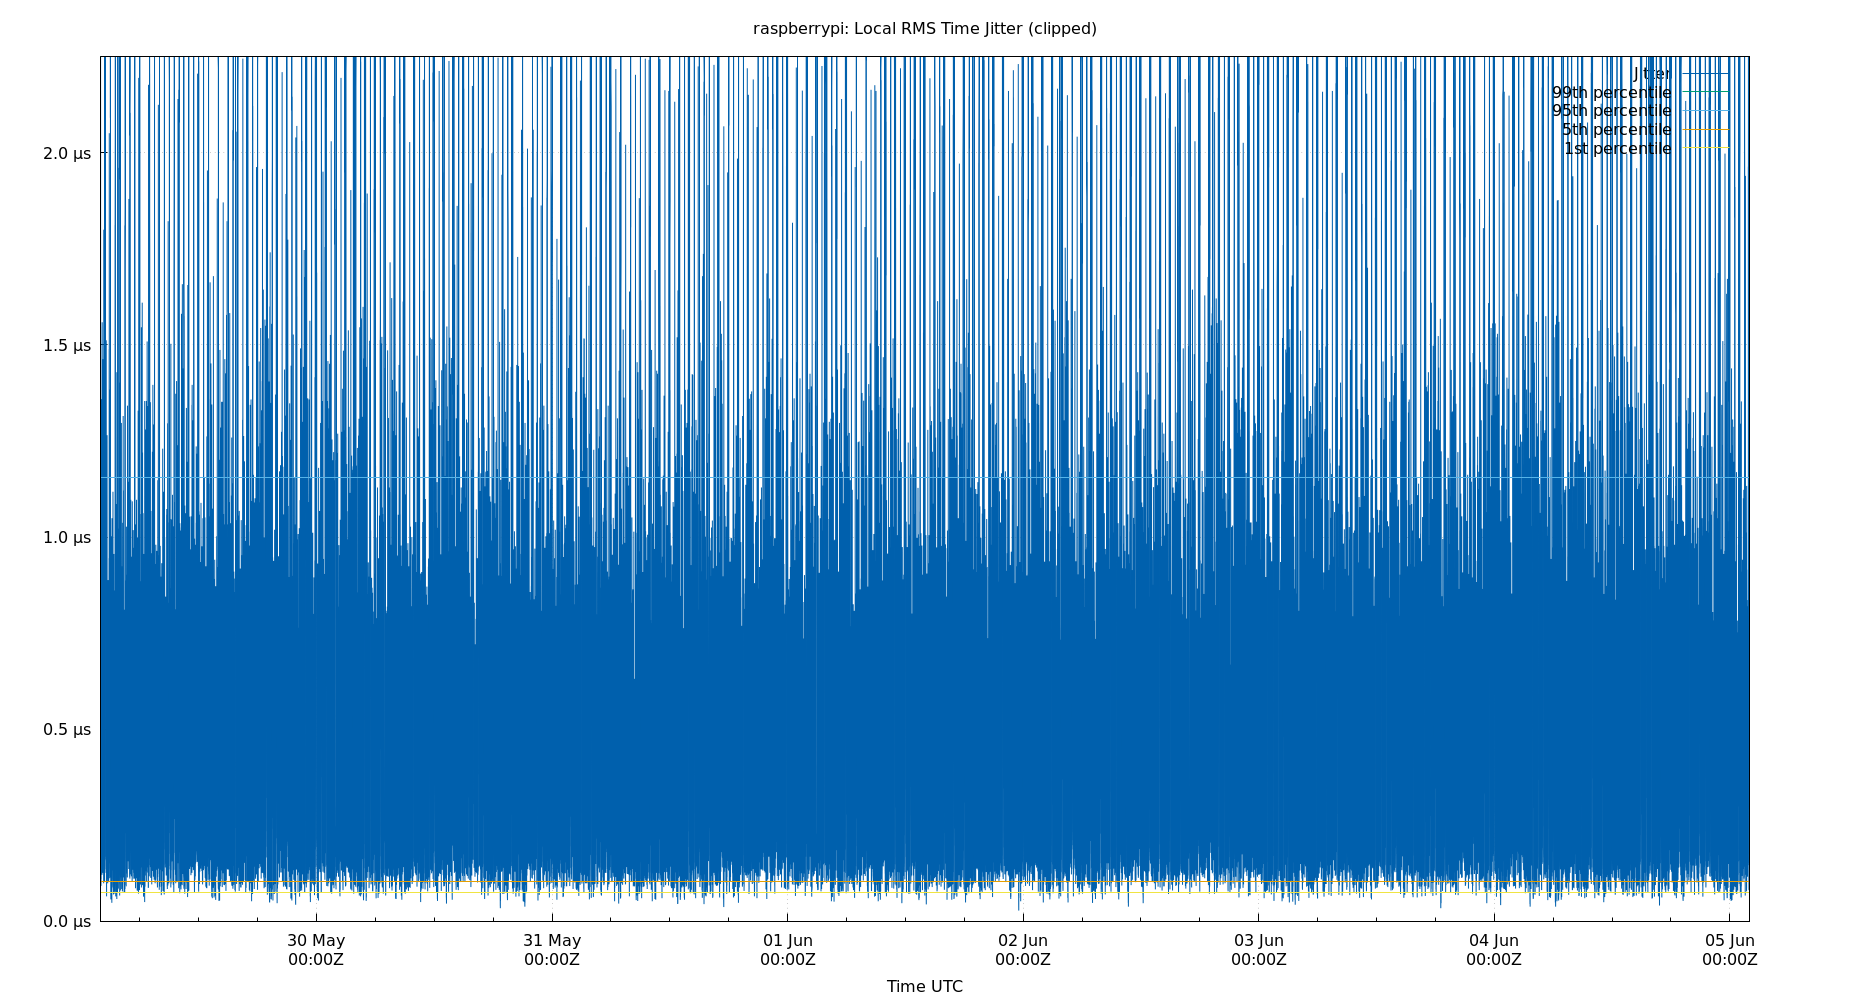 raspberrypi: Local RMS Time Jitter (clipped)
Jitter
99th percentile
95th percentile
5th percentile
1st percentile
2.0 μs
1.5 μs
1.0 μs
0.5 μs
0.0 μs
30 May
00:00Z
31 May
00:00Z
01 Jun
00:00Z
02 Jun
00:00Z
03 Jun
00:00Z
04 Jun
00:00Z
05 Jun
00:00Z
Time UTC